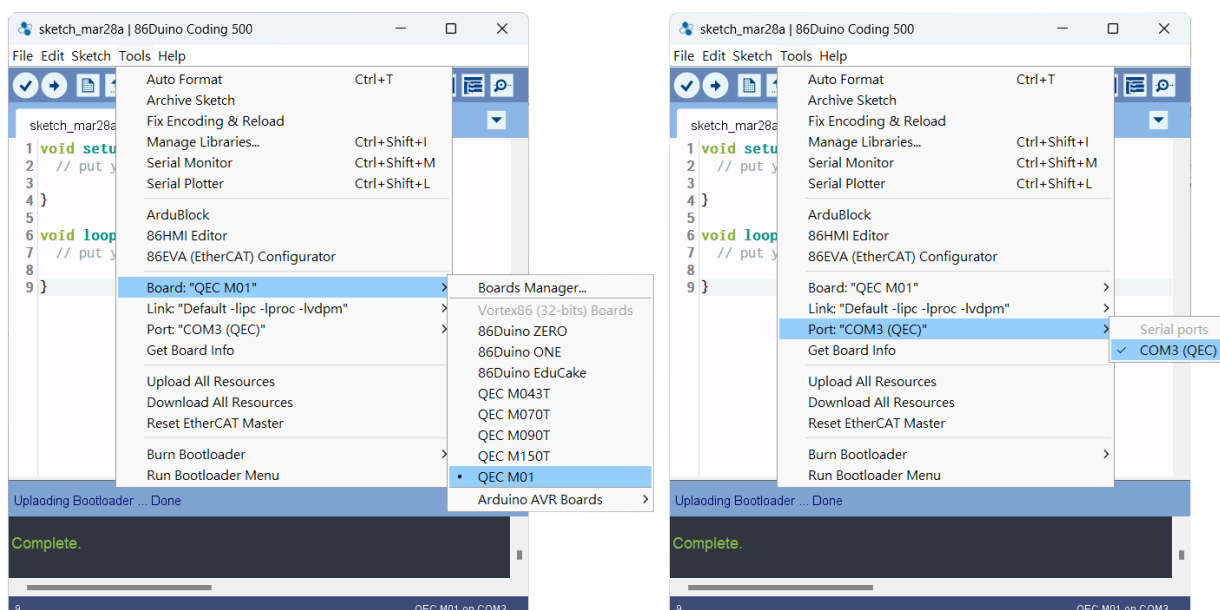 sketch_mar28a | 86Duino Coding 500
File Edit Sketch Tools Help
Auto Format Ctrl+T
Archive Sketch
Fix Encoding & Reload
Manage Libraries... Ctrl+Shift+I
Serial Monitor Ctrl+Shift+M
Serial Plotter Ctrl+Shift+L
ArduBlock
86HMI Editor
86EVA (EtherCAT) Configurator
Board: "QEC M01"
Link: "Default -lipc -lproc -lvdpm"
Port: "COM3 (QEC)"
Get Board Info
Upload All Resources
Download All Resources
Reset EtherCAT Master
Burn Bootloader
Run Bootloader Menu
Boards Manager...
Vortex86 (32-bits) Boards
86Duino ZERO
86Duino ONE
86Duino EduCake
QEC M043T
QEC M070T
QEC M090T
QEC M150T
QEC M01
Arduino AVR Boards
sketch_mar28a
1 void setu
2 // put y
3
4 }
5
6 void loop
7 // put y
8
9 }
Uplaoding Bootloader ... Done
Complete.
9 QEC M01 on COM3
sketch_mar28a | 86Duino Coding 500
File Edit Sketch Tools Help
Auto Format Ctrl+T
Archive Sketch
Fix Encoding & Reload
Manage Libraries... Ctrl+Shift+I
Serial Monitor Ctrl+Shift+M
Serial Plotter Ctrl+Shift+L
ArduBlock
86HMI Editor
86EVA (EtherCAT) Configurator
Board: "QEC M01"
Link: "Default -lipc -lproc -lvdpm"
Port: "COM3 (QEC)"
Get Board Info
Upload All Resources
Download All Resources
Reset EtherCAT Master
Burn Bootloader
Run Bootloader Menu
Serial ports
COM3 (QEC)
sketch_mar28a
1 void setu
2 // put y
3
4 }
5
6 void loop
7 // put y
8
9 }
Uplaoding Bootloader ... Done
Complete.
9 QEC M01 on COM3